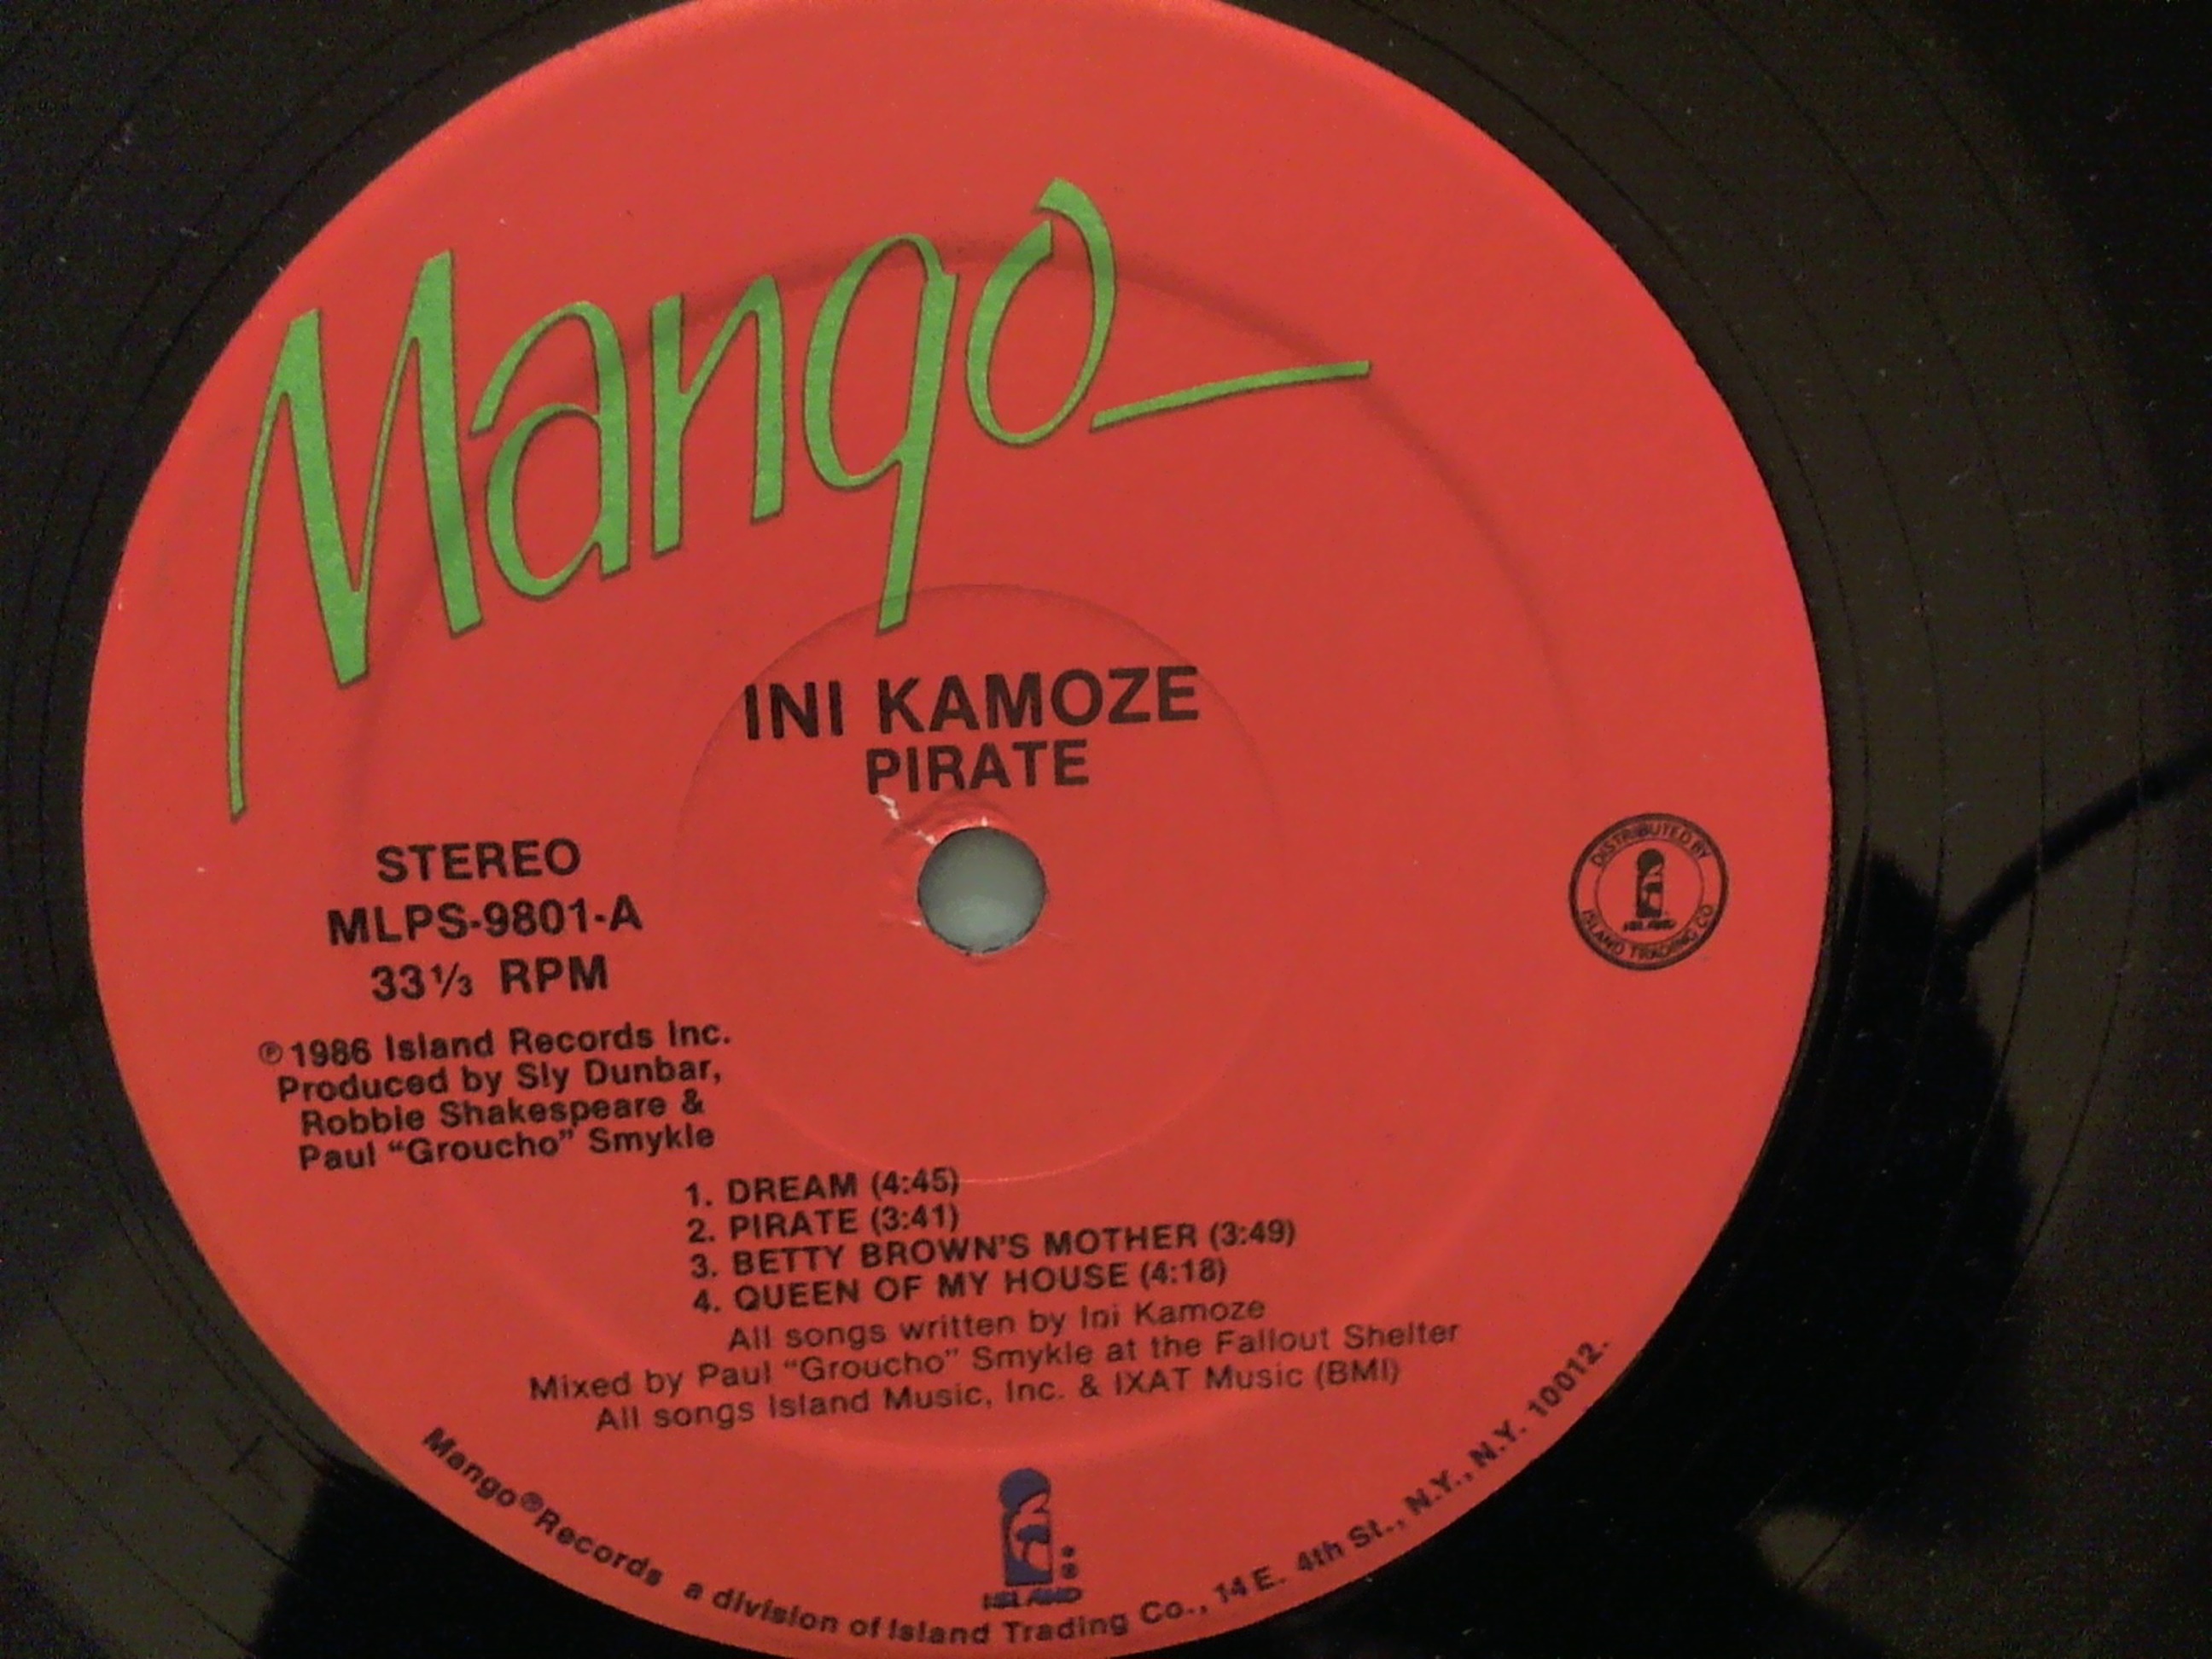 Mango
INI KAMOZE
PIRATE
STEREO
MLPS-9801-A
33⅓ RPM
℗1986 Island Records Inc.
Produced by Sly Dunbar,
Robbie Shakespeare &
Paul “Groucho” Smykle
DISTRIBUTED BY
ISLAND
ISLAND TRADING CO
1. DREAM (4:45)
2. PIRATE (3:41)
3. BETTY BROWN'S MOTHER (3:49)
4. QUEEN OF MY HOUSE (4:18)
All songs written by Ini Kamoze
Mixed by Paul “Groucho” Smykle at the Fallout Shelter
All songs Island Music, Inc. & IXAT Music (BMI)
ISLAND
Mango®Records a division of Island Trading Co., 14 E. 4th St., N.Y., N.Y. 10012.